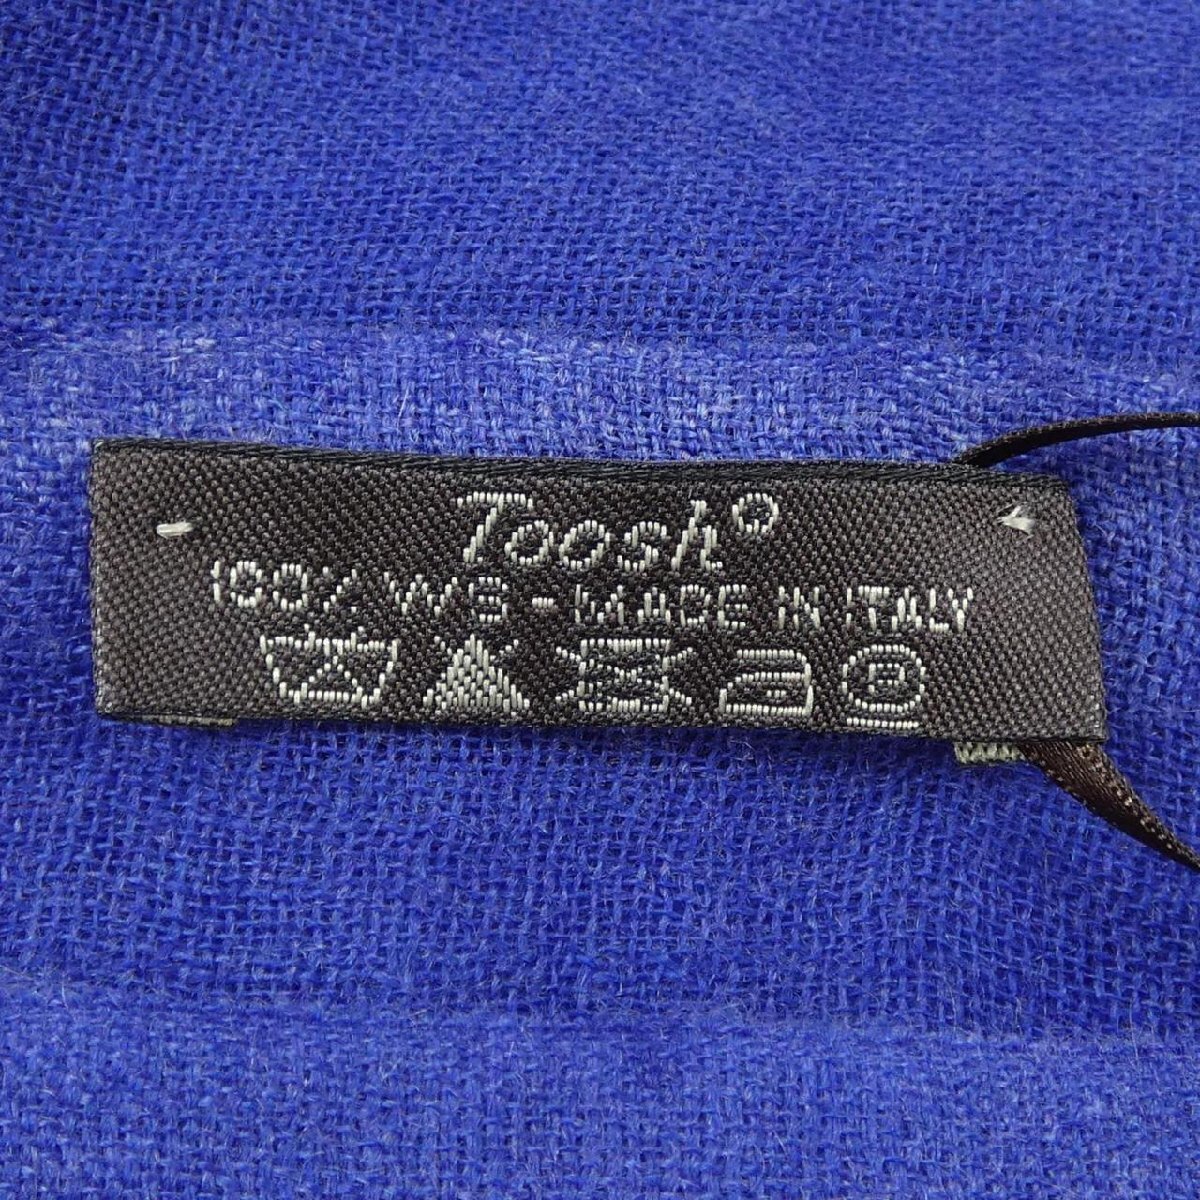 Toosh®
100% WS - MADE IN ITALY